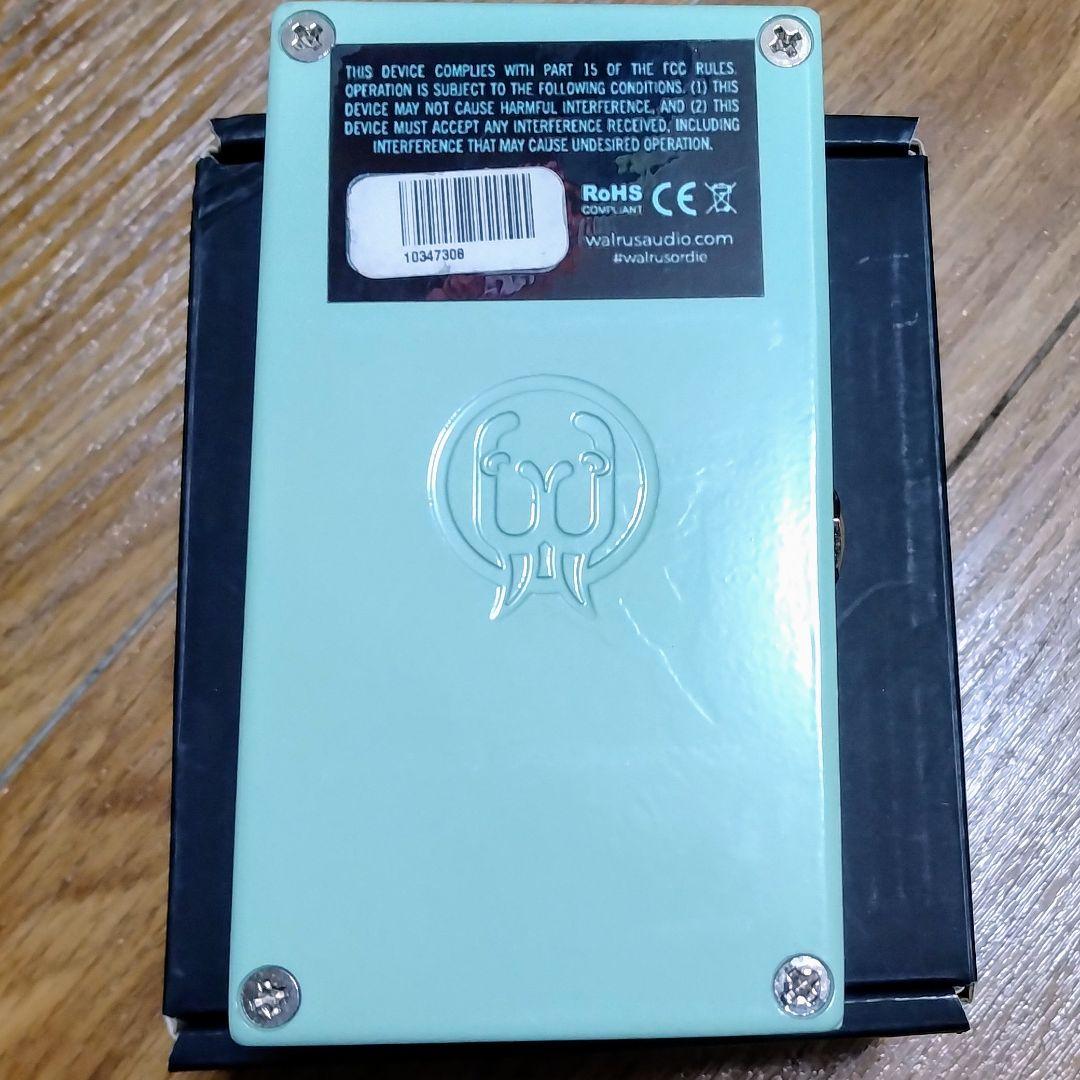 THIS DEVICE COMPLIES WITH PART 15 OF THE FCC RULES.
OPERATION IS SUBJECT TO THE FOLLOWING CONDITIONS. (1) THIS
DEVICE MAY NOT CAUSE HARMFUL INTERFERENCE, AND (2) THIS
DEVICE MUST ACCEPT ANY INTERFERENCE RECEIVED, INCLUDING
INTERFERENCE THAT MAY CAUSE UNDESIRED OPERATION.
10347306
RoHS
COMPLIANT
CE
walrusaudio.com
#walrusordie